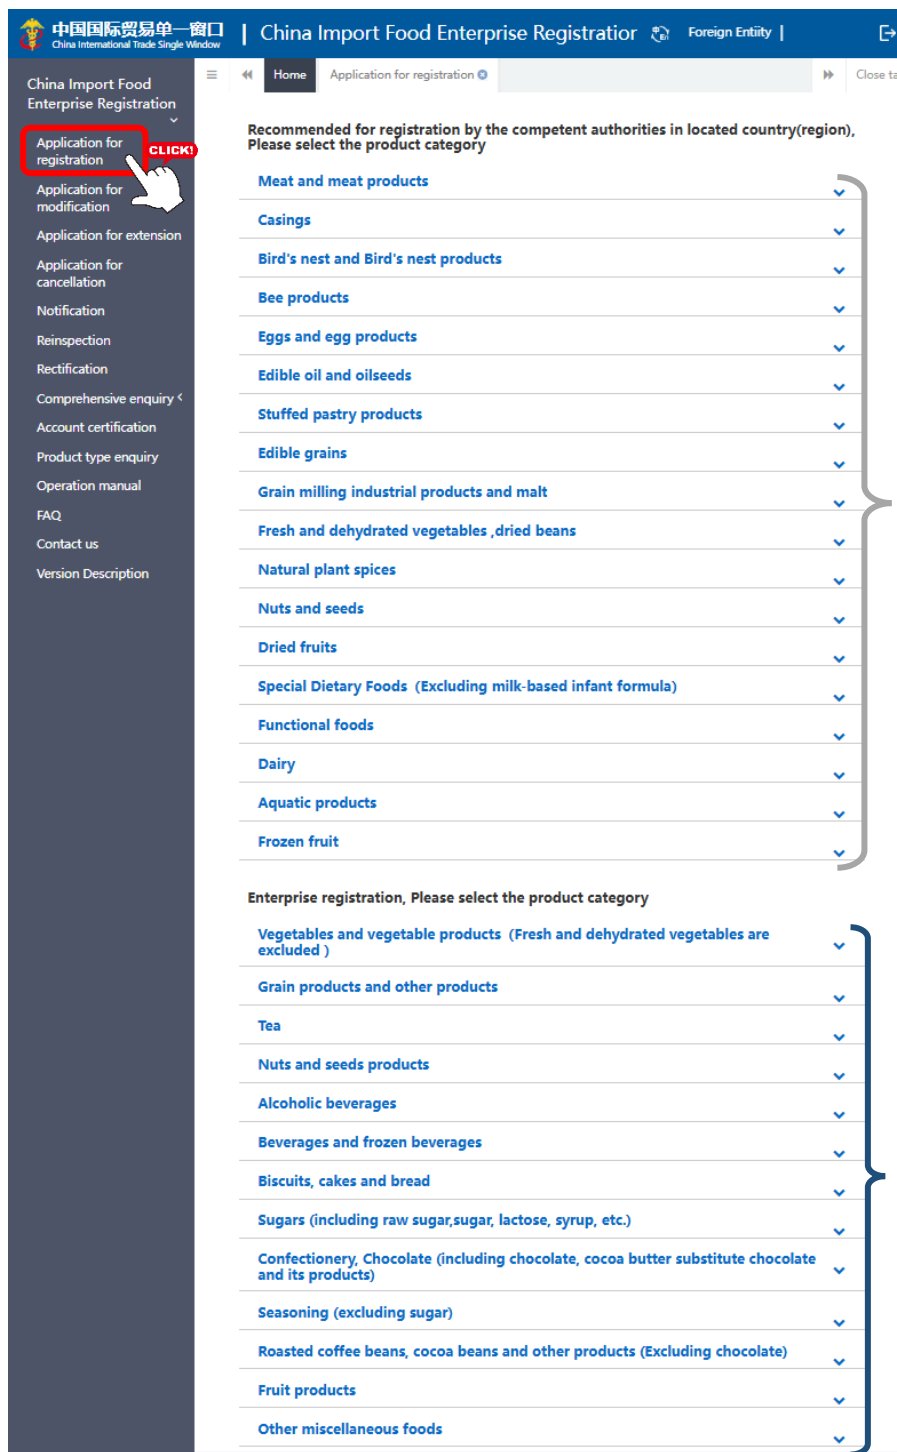 中国国际贸易单一窗口
China International Trade Single Window
| China Import Food Enterprise Registratior
Foreign Entiity |
China Import Food
Enterprise Registration
Application for
registration
CLICK!
Application for
modification
Application for extension
Application for
cancellation
Notification
Reinspection
Rectification
Comprehensive enquiry
Account certification
Product type enquiry
Operation manual
FAQ
Contact us
Version Description
Home
Application for registration
Close ta
Recommended for registration by the competent authorities in located country(region),
Please select the product category
Meat and meat products
Casings
Bird's nest and Bird's nest products
Bee products
Eggs and egg products
Edible oil and oilseeds
Stuffed pastry products
Edible grains
Grain milling industrial products and malt
Fresh and dehydrated vegetables ,dried beans
Natural plant spices
Nuts and seeds
Dried fruits
Special Dietary Foods (Excluding milk-based infant formula)
Functional foods
Dairy
Aquatic products
Frozen fruit
Enterprise registration, Please select the product category
Vegetables and vegetable products (Fresh and dehydrated vegetables are
excluded )
Grain products and other products
Tea
Nuts and seeds products
Alcoholic beverages
Beverages and frozen beverages
Biscuits, cakes and bread
Sugars (including raw sugar,sugar, lactose, syrup, etc.)
Confectionery, Chocolate (including chocolate, cocoa butter substitute chocolate
and its products)
Seasoning (excluding sugar)
Roasted coffee beans, cocoa beans and other products (Excluding chocolate)
Fruit products
Other miscellaneous foods